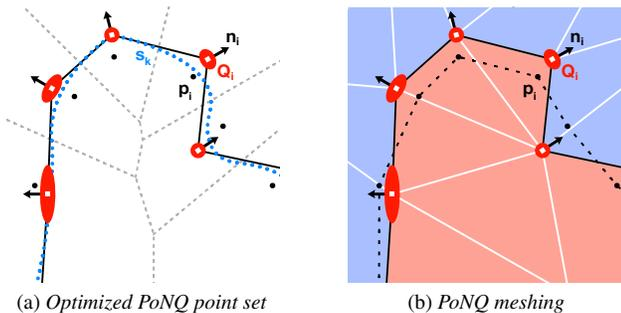 n_i
s_k
Q_i
p_i
n_i
Q_i
p_i
(a) Optimized PoNQ point set
(b) PoNQ meshing